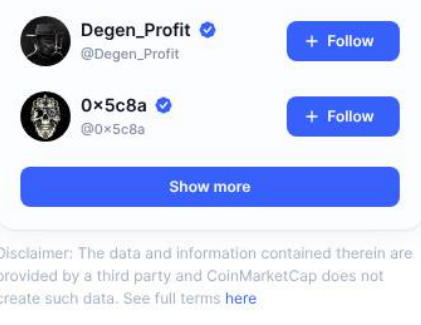 Degen_Profit
@Degen_Profit
+ Follow
0×5c8a
@0×5c8a
+ Follow
Show more
Disclaimer: The data and information contained therein are
provided by a third party and CoinMarketCap does not
create such data. See full terms here